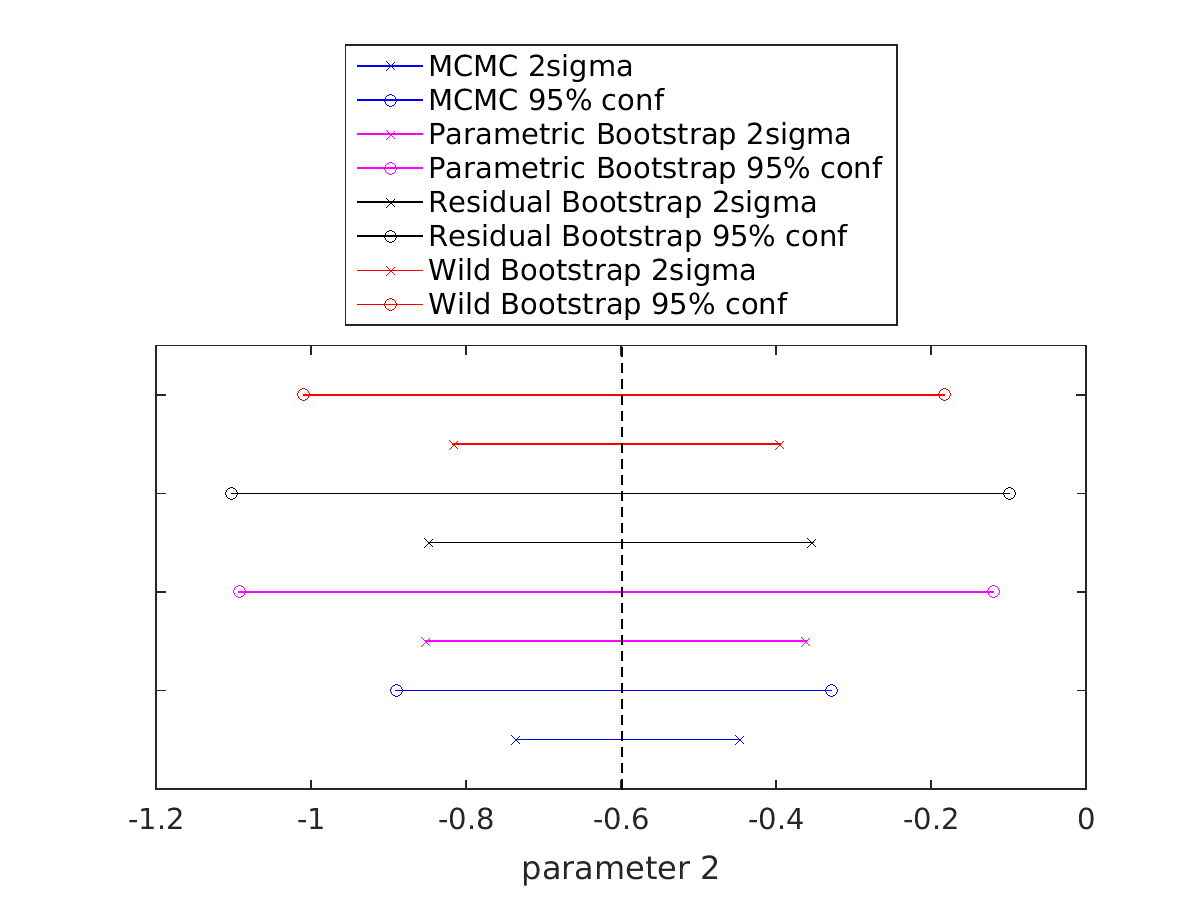 MCMC 2sigma
MCMC 95% conf
Parametric Bootstrap 2sigma
Parametric Bootstrap 95% conf
Residual Bootstrap 2sigma
Residual Bootstrap 95% conf
Wild Bootstrap 2sigma
Wild Bootstrap 95% conf
-1.2 -1 -0.8 -0.6 -0.4 -0.2 0
parameter 2